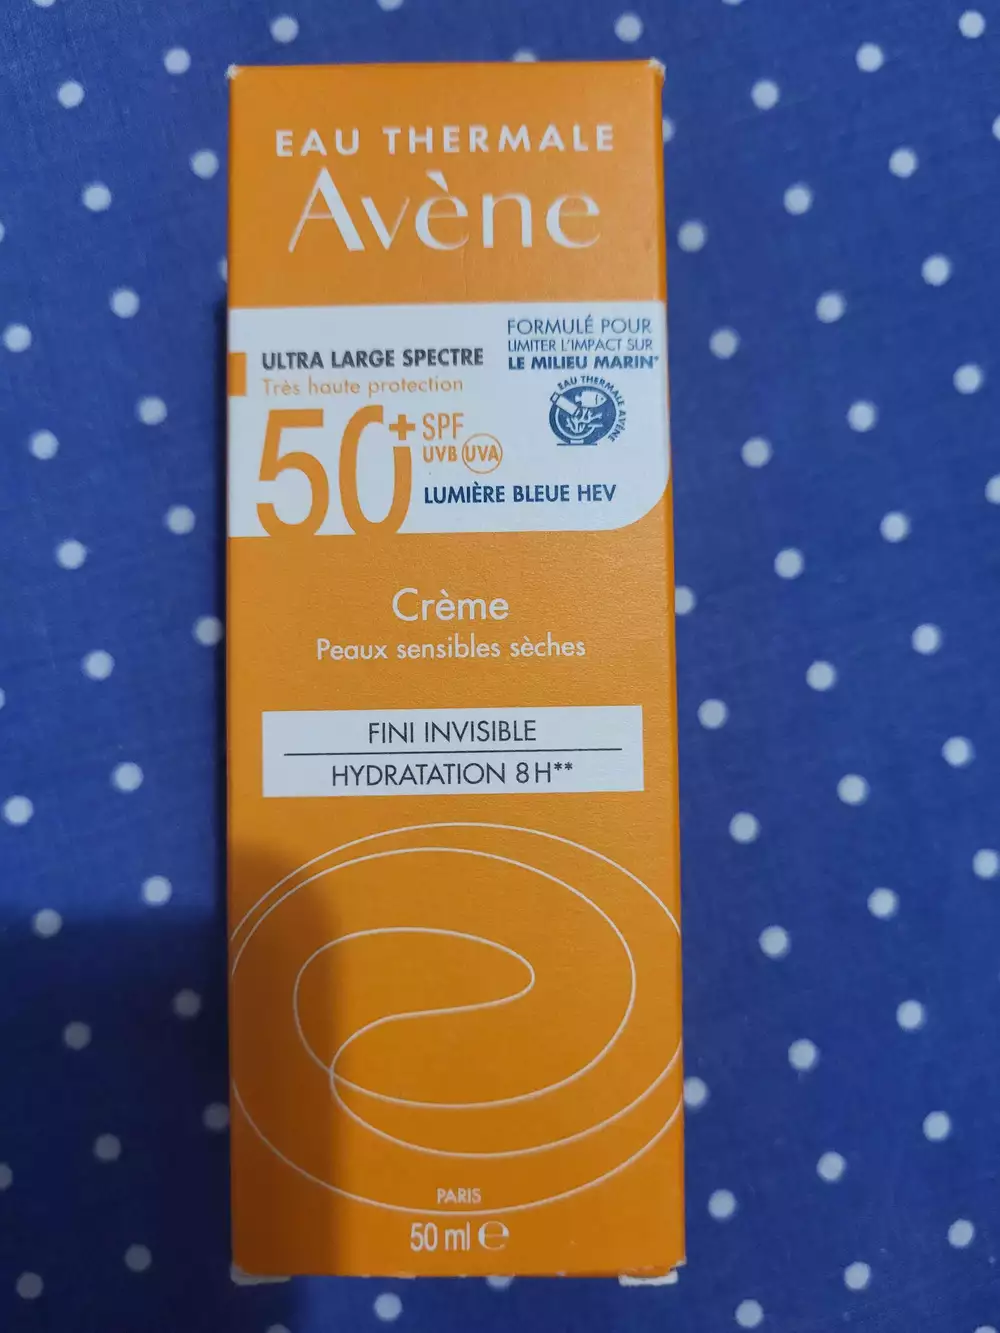 EAU THERMALE
Avène
ULTRA LARGE SPECTRE
Très haute protection
50+ SPF
UVB UVA
LUMIÈRE BLEUE HEV
FORMULÉ POUR
LIMITER L'IMPACT SUR
LE MILIEU MARIN*
EAU THERMALE AVÈNE
Crème
Peaux sensibles sèches
FINI INVISIBLE
HYDRATATION 8H**
PARIS
50 ml ℮